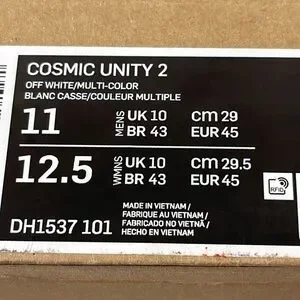 COSMIC UNITY 2
OFF WHITE/MULTI-COLOR
BLANC CASSE/COULEUR MULTIPLE
11 MENS UK 10 cm 29
BR 43 EUR 45
12.5 WMNS UK 10 cm 29.5
BR 43 EUR 45
RFID
MADE IN VIETNAM /
FABRIQUE AU VIETNAM /
FABRICADO NO VIETNÃ /
HECHO EN VIETNAM
DH1537 101